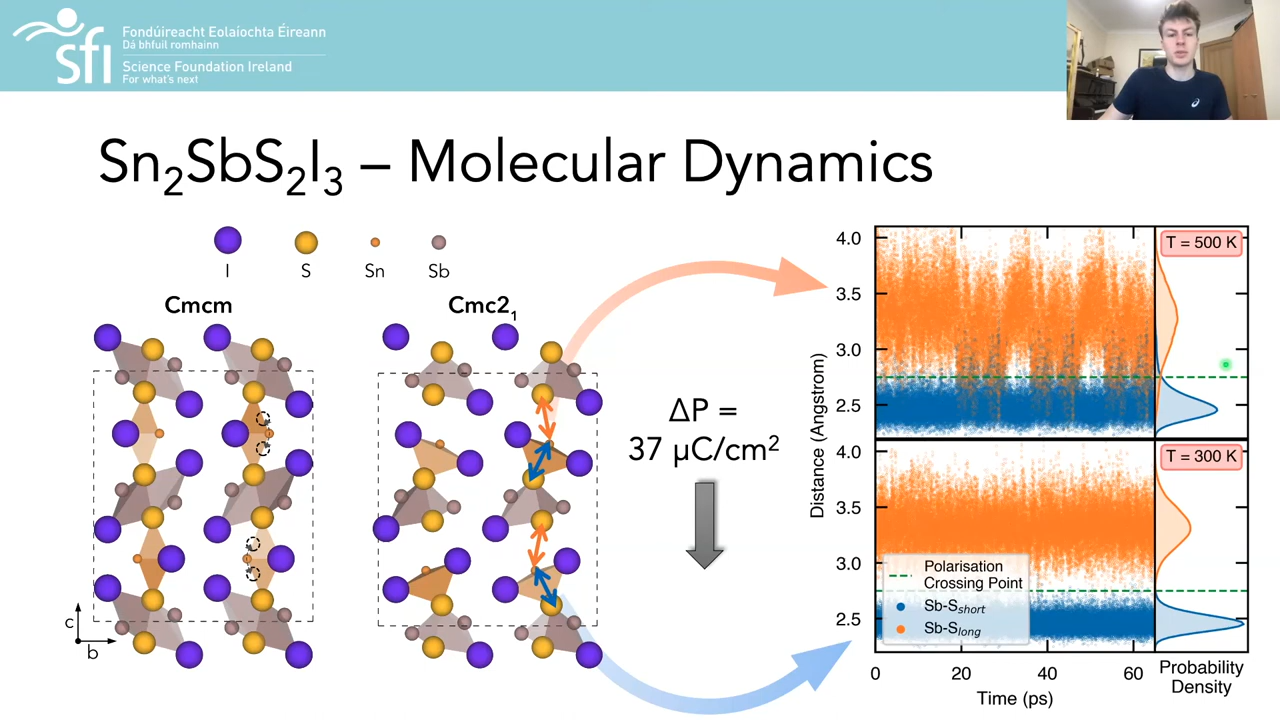 Fondúireacht Eolaíochta Éireann
Dá bhfuil romhainn
sfi
Science Foundation Ireland
For what's next
Sn₂SbS₂I₃ – Molecular Dynamics
I
S
Sn
Sb
Cmcm
Cmc2₁
c
b
ΔP =
37 μC/cm²
Distance (Angstrom)
4.0
3.5
3.0
2.5
T = 500 K
4.0
3.5
3.0
2.5
T = 300 K
Polarisation
Crossing Point
Sb-Sshort
Sb-Slong
0
20
40
60
Time (ps)
Probability
Density